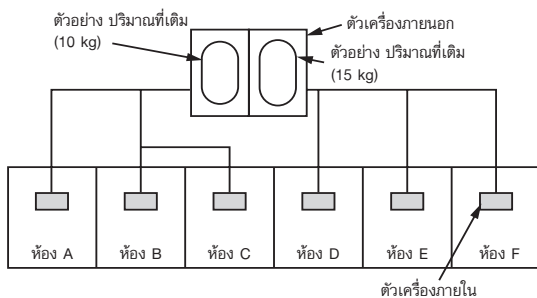 ตัวอย่าง ปริมาณที่เติม
(10 kg)
ตัวเครื่องภายนอก
ตัวอย่าง ปริมาณที่เติม
(15 kg)
ห้อง A
ห้อง B
ห้อง C
ห้อง D
ห้อง E
ห้อง F
ตัวเครื่องภายใน